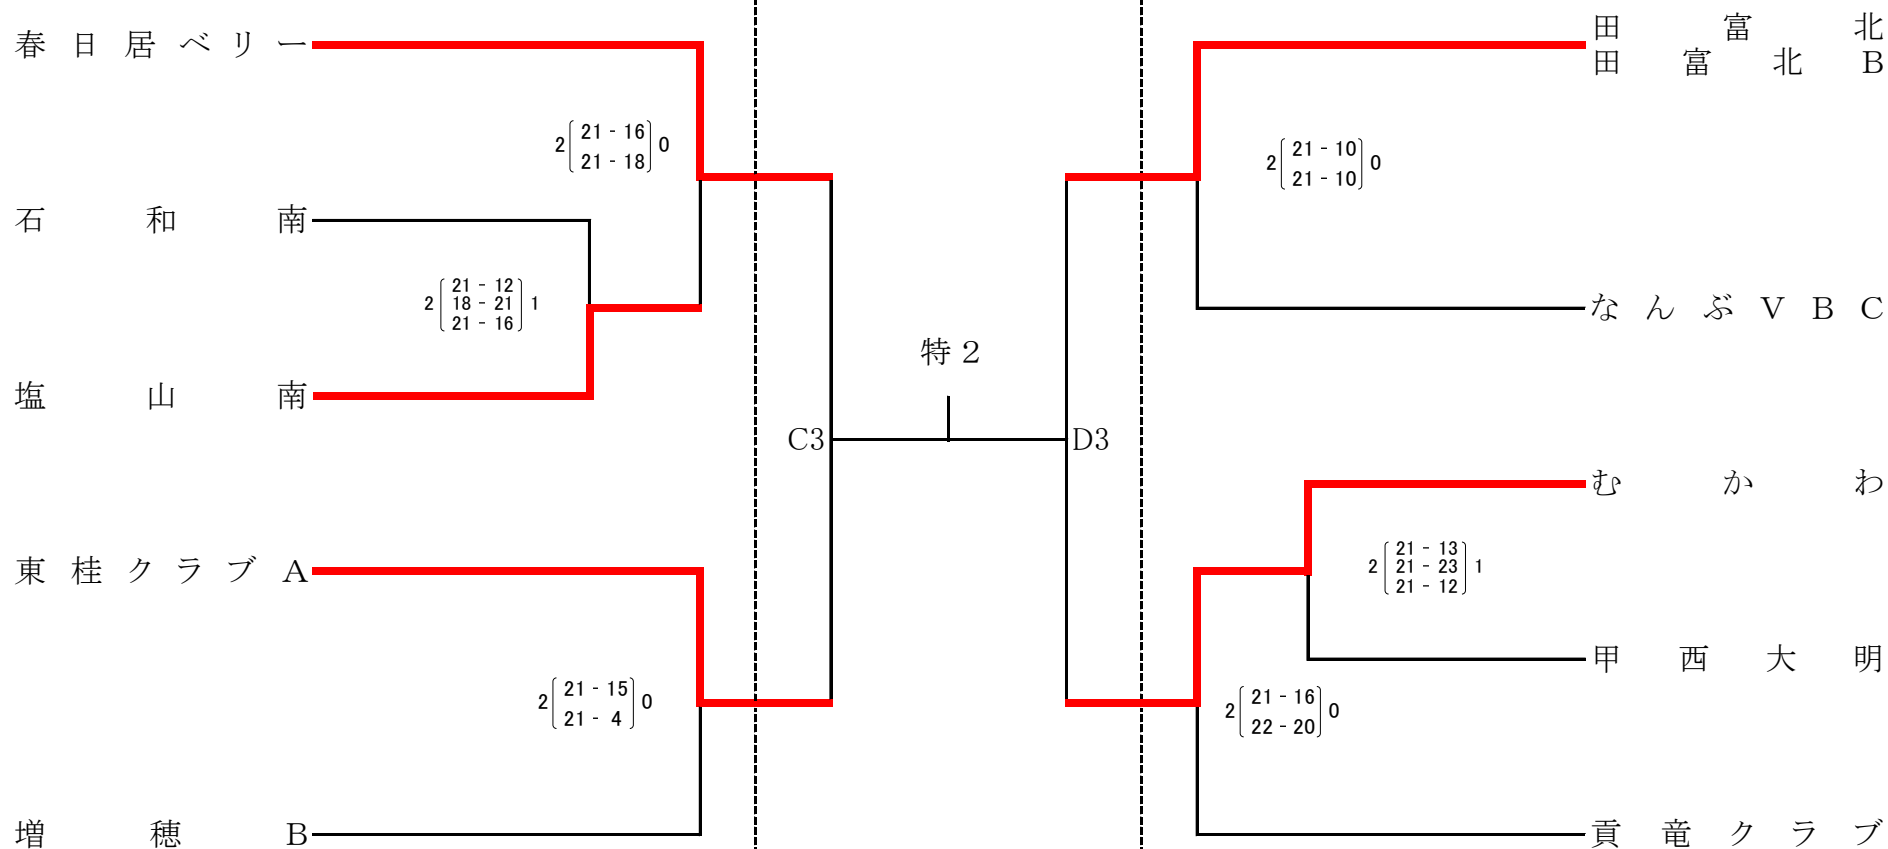 春日居ベリー
2 21 - 16 0
21 - 18
石和南
2 21 - 12 1
18 - 21
21 - 16
塩山南
東桂クラブA
2 21 - 15 0
21 - 4
増穂B
C3
特２
D3
田富北
田富北B
2 21 - 10 0
21 - 10
なんぶVBC
むかわ
2 21 - 13 1
21 - 23
21 - 12
甲西大明
2 21 - 16 0
22 - 20
貢竜クラブ